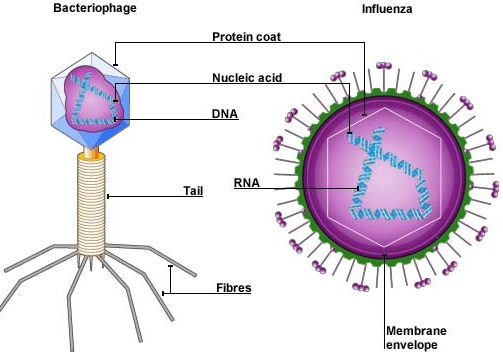 Bacteriophage
Influenza
Protein coat
Nucleic acid
DNA
RNA
Tail
Fibres
Membrane
envelope